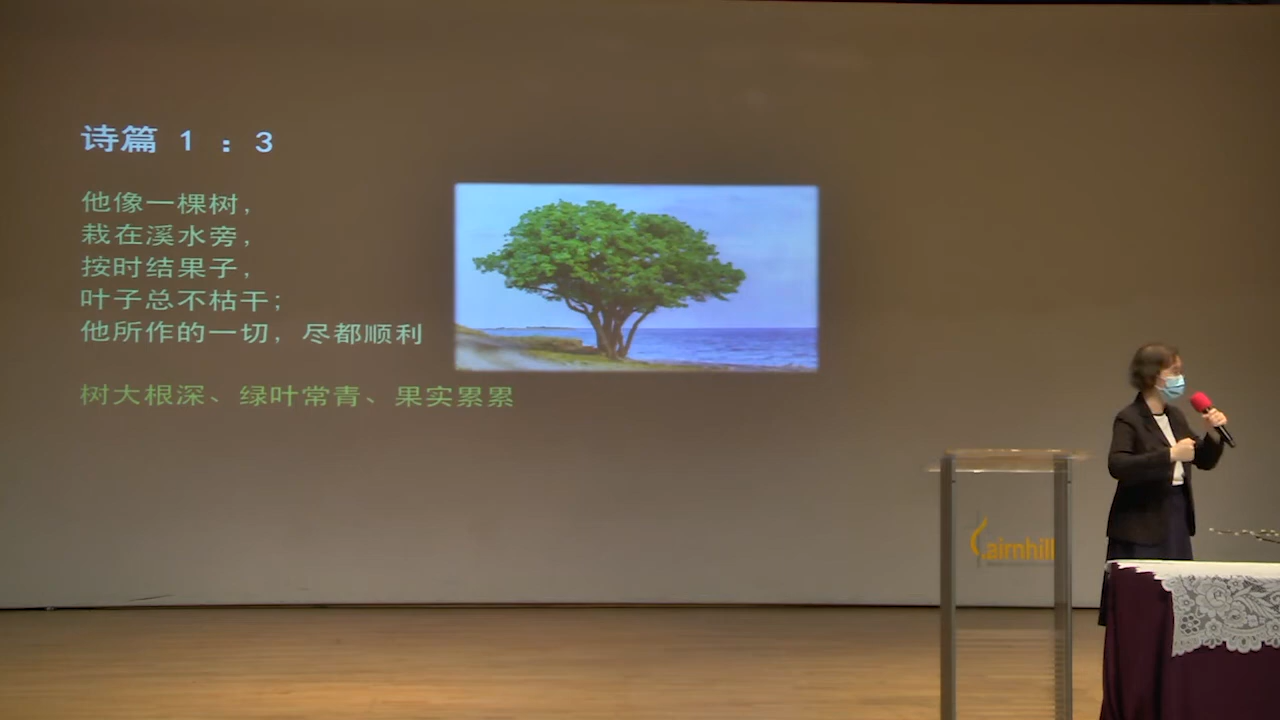 诗篇 1 : 3
他像一棵树,
栽在溪水旁,
按时结果子,
叶子总不枯干;
他所作的一切, 尽都顺利
树大根深、绿叶常青、果实累累
Cairnhill